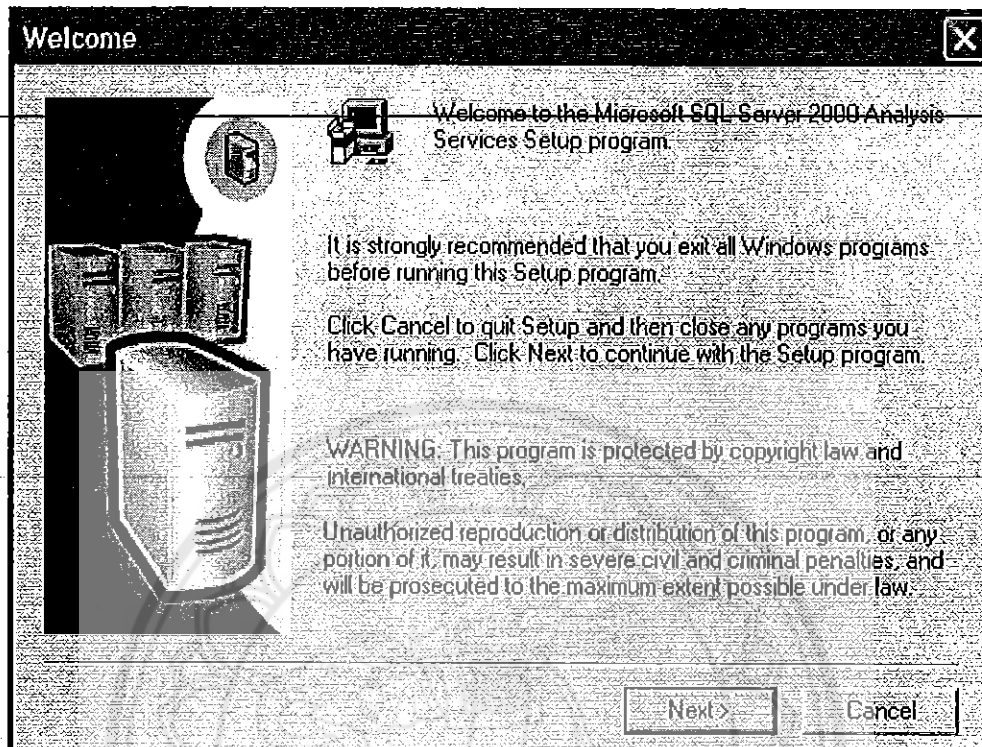 Welcome
Welcome to the Microsoft SQL Server 2000 Analysis
Services Setup program.
It is strongly recommended that you exit all Windows programs
before running this Setup program.
Click Cancel to quit Setup and then close any programs you
have running. Click Next to continue with the Setup program.
WARNING: This program is protected by copyright law and
international treaties.
Unauthorized reproduction or distribution of this program, or any
portion of it, may result in severe civil and criminal penalties, and
will be prosecuted to the maximum extent possible under law.
Next >
Cancel